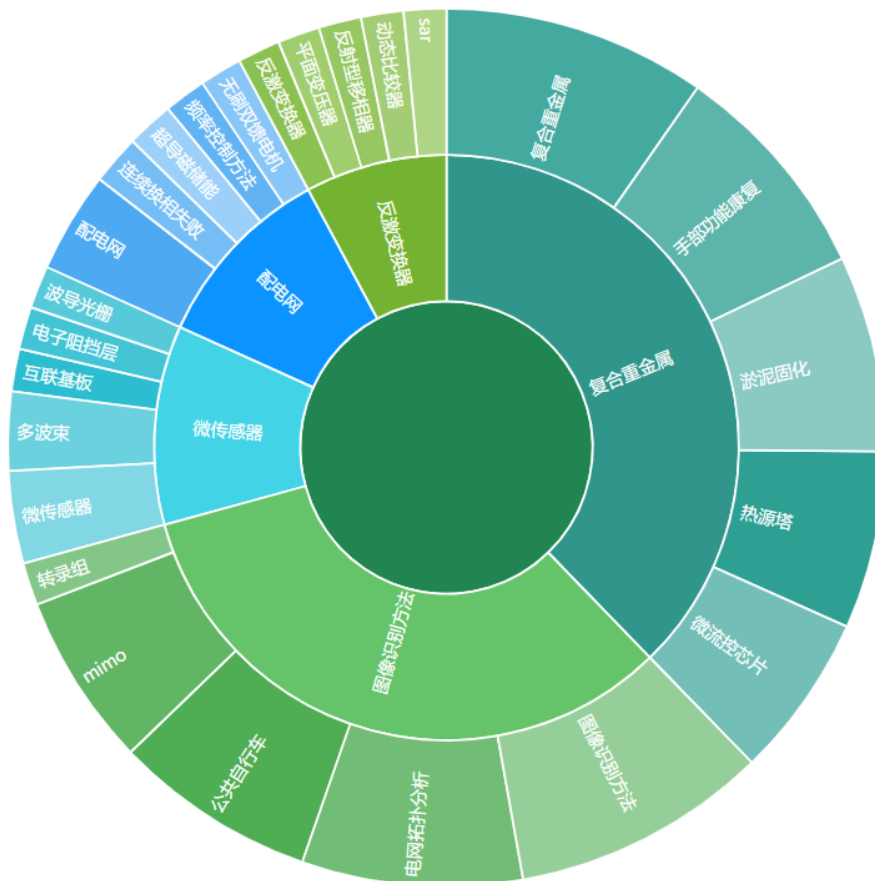 复合重金属
复合重金属
手部功能康复
淤泥固化
热源塔
微流控芯片
图像识别方法
图像识别方法
电网拓扑分析
公共自行车
mimo
转录组
微传感器
微传感器
多波束
互联基板
电子阻挡层
波导光栅
配电网
配电网
连续换相失败
超导磁储能
频率控制方法
无刷双馈电机
反激变换器
反激变换器
平面变压器
反射型移相器
动态比较器
sar